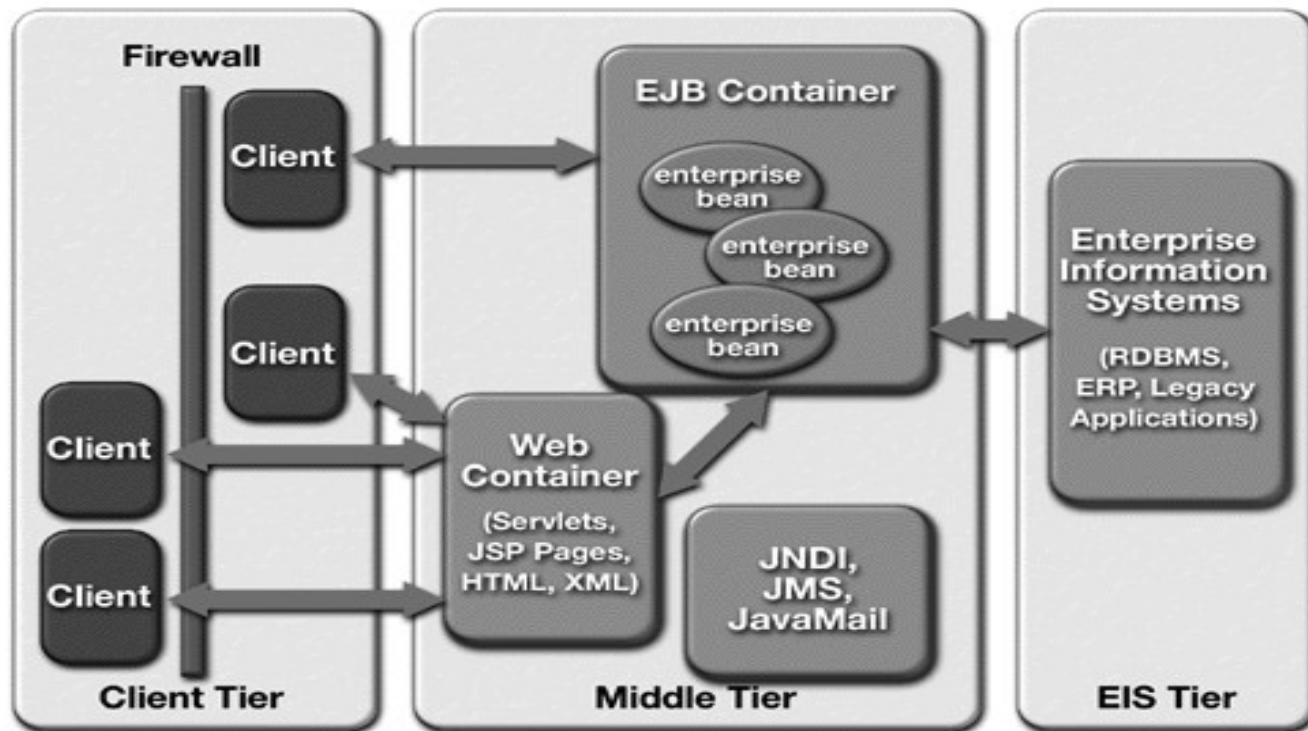 Firewall
Client
Client
Client
Client
Client Tier
EJB Container
enterprise
bean
enterprise
bean
enterprise
bean
Web
Container
(Servlets,
JSP Pages,
HTML, XML)
JNDI,
JMS,
JavaMail
Middle Tier
Enterprise
Information
Systems
(RDBMS,
ERP, Legacy
Applications)
EIS Tier